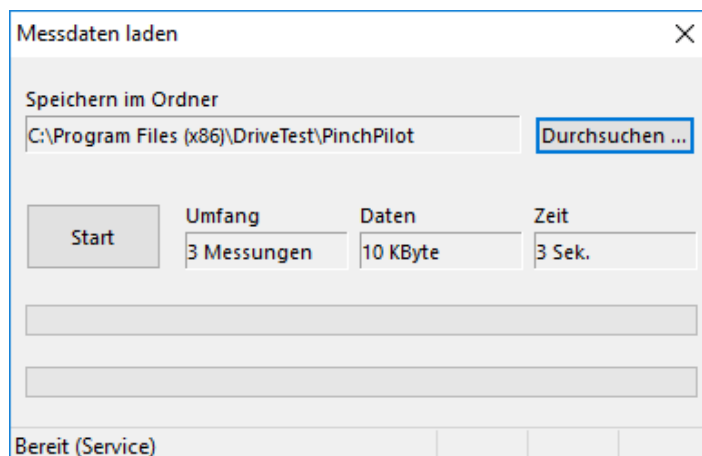 Messdaten laden
Speichern im Ordner
C:\Program Files (x86)\DriveTest\PinchPilot
Durchsuchen ...
Start
Umfang
Daten
Zeit
3 Messungen
10 KByte
3 Sek.
Bereit (Service)